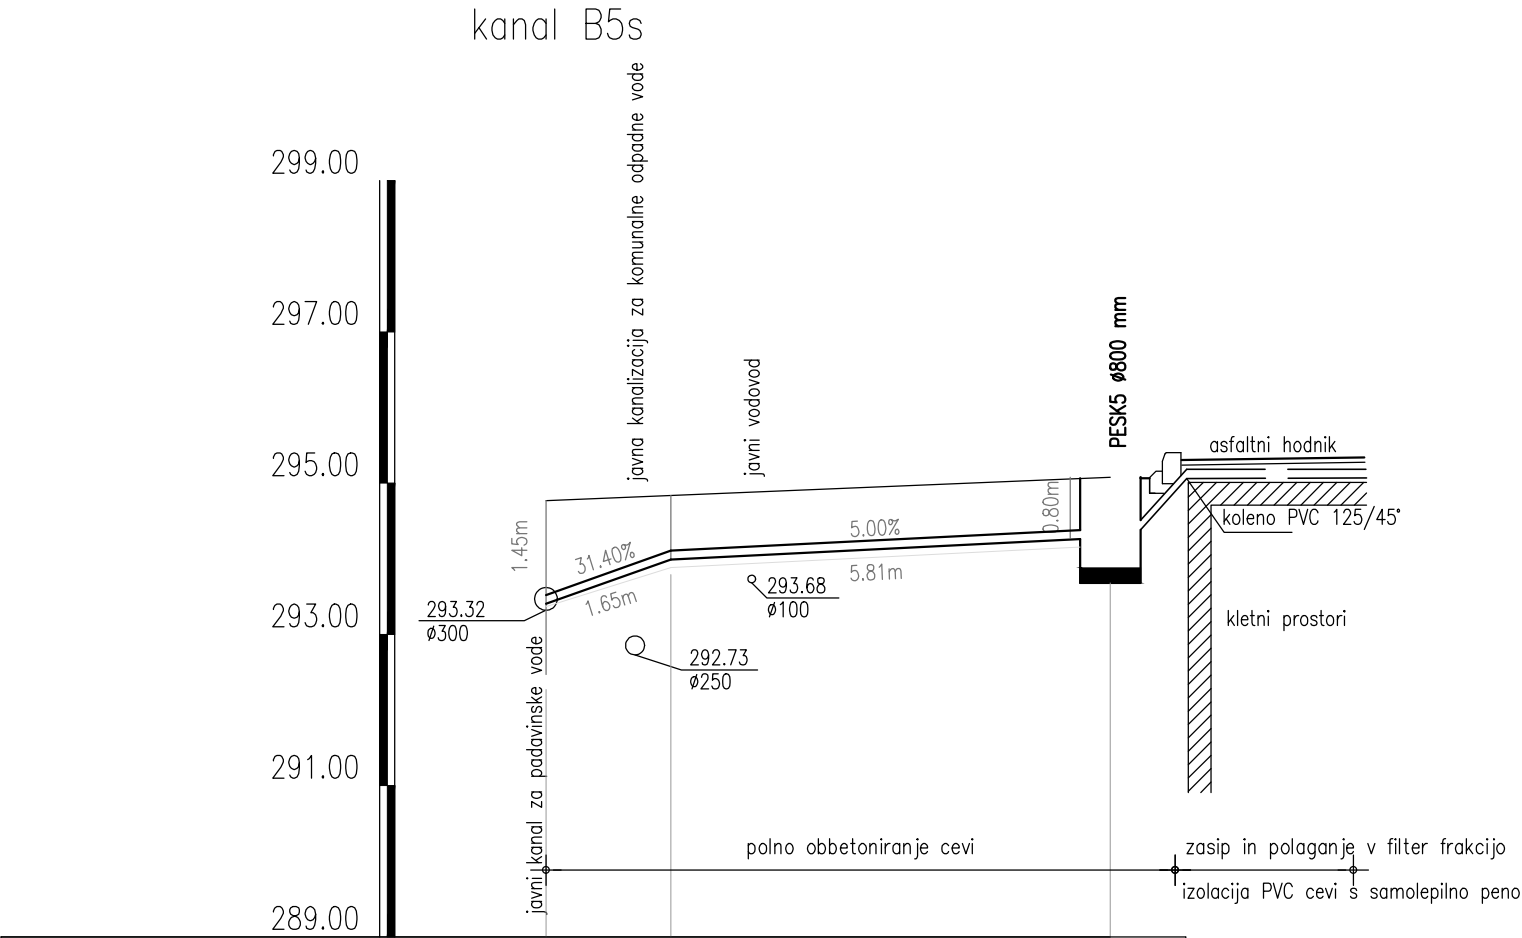 kanal B5s
javna kanalizacija za komunalne odpadne vode
299.00
297.00
PESK5 ø800 mm
javni vodovod
asfaltni hodnik
295.00
1.45m
31.40%
5.00%
0.80m
koleno PVC 125/45°
5.81m
1.65m
293.68
ø100
293.32
ø300
293.00
kletni prostori
292.73
ø250
javni kanal za padavinske vode
291.00
polno obbetoniranje cevi
zasip in polaganje v filter frakcijo
izolacija PVC cevi s samolepilno peno
289.00